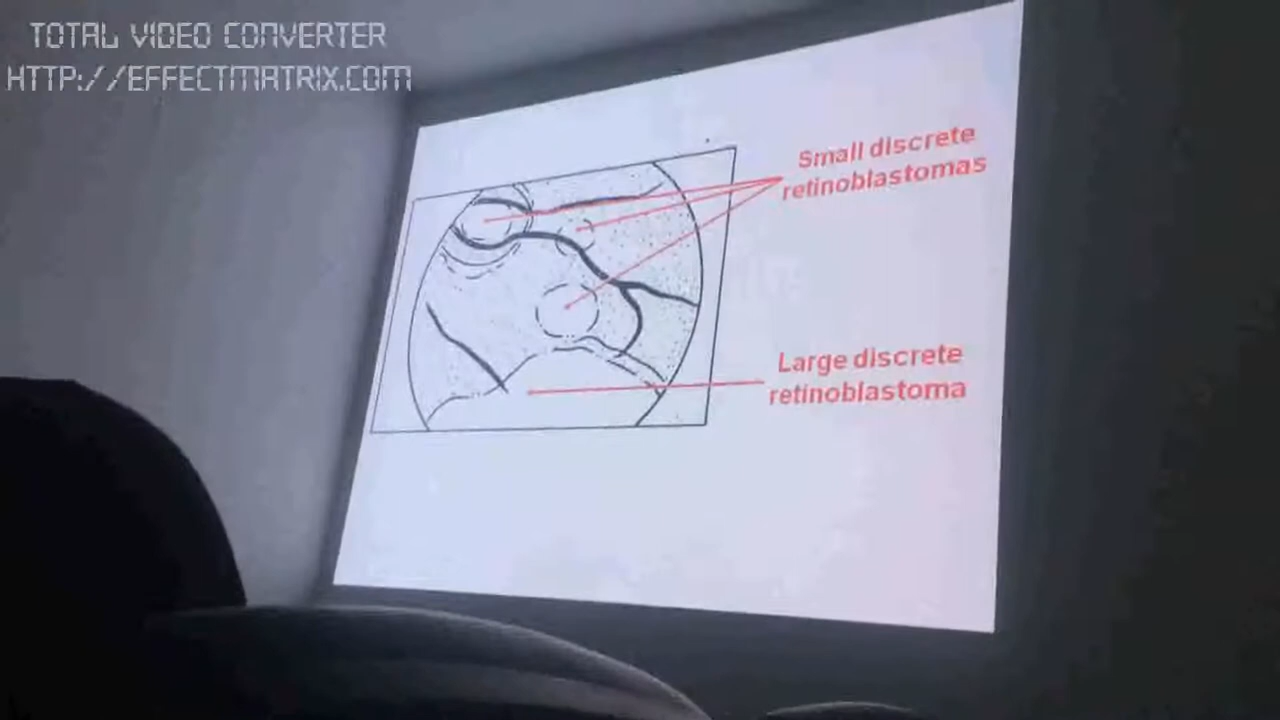 TOTAL VIDEO CONVERTER
HTTP://EFFECTMATRIX.COM
Small discrete
retinoblastomas
Large discrete
retinoblastoma